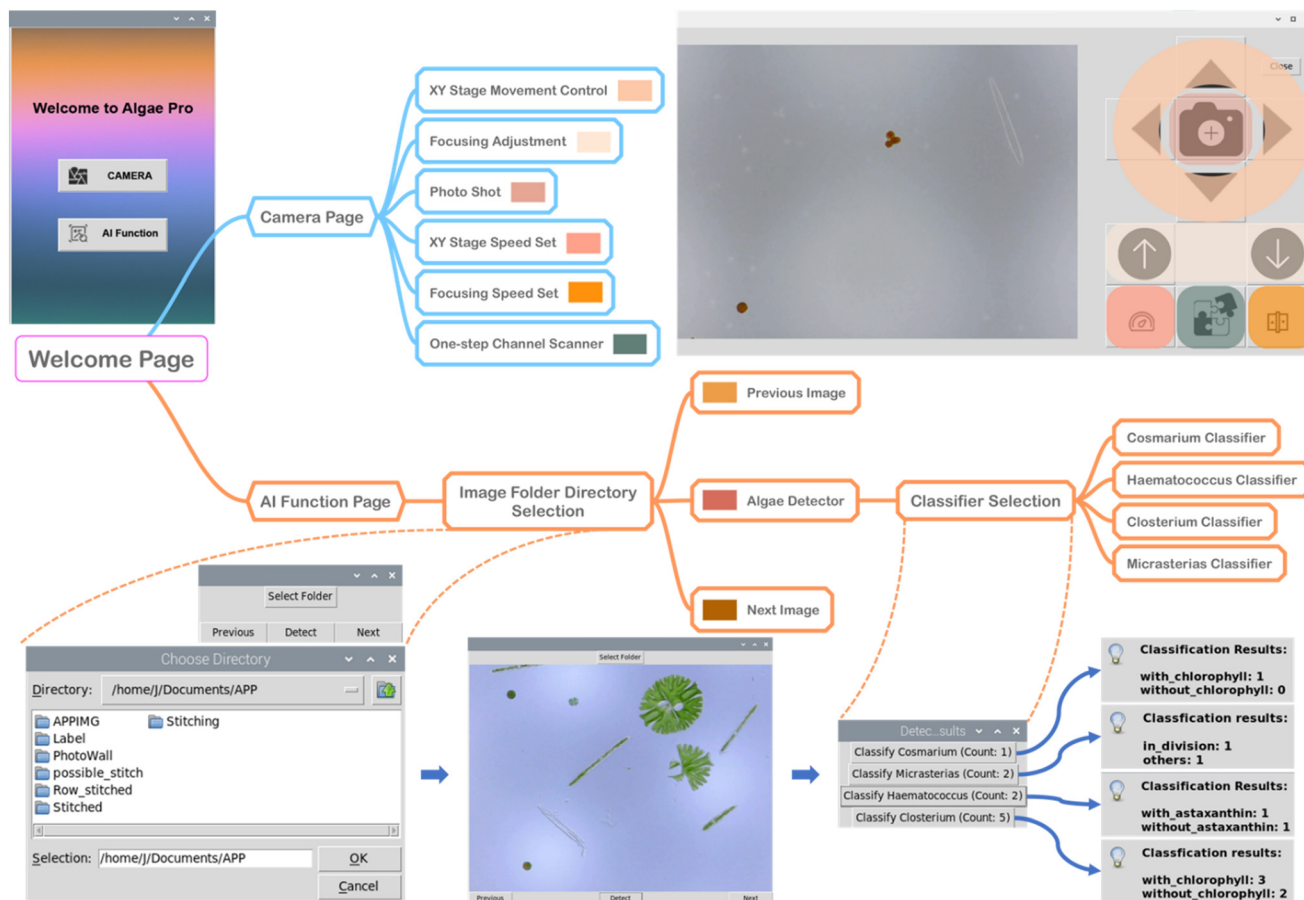 Welcome to Algae Pro
CAMERA
AI Function
Welcome Page
Camera Page
XY Stage Movement Control
Focusing Adjustment
Photo Shot
XY Stage Speed Set
Focusing Speed Set
One-step Channel Scanner
Close
AI Function Page
Image Folder Directory
Selection
Previous Image
Algae Detector
Next Image
Classifier Selection
Cosmarium Classifier
Haematococcus Classifier
Closterium Classifier
Micrasterias Classifier
Select Folder
Previous Detect Next
Choose Directory
Directory: /home/J/Documents/APP
APPIMG Stitching
Label
PhotoWall
possible_stitch
Row_stitched
Stitched
Selection: /home/J/Documents/APP OK
Cancel
Select Folder
Previous Detect Next
Detec...sults
Classify Cosmarium (Count: 1)
Classify Micrasterias (Count: 2)
Classify Haematococcus (Count: 2)
Classify Closterium (Count: 5)
Classification Results:
with_chlorophyll: 1
without_chlorophyll: 0
Classfication results:
in_division: 1
others: 1
Classification Results:
with_astaxanthin: 1
without_astaxanthin: 1
Classfication results:
with_chlorophyll: 3
without_chlorophyll: 2